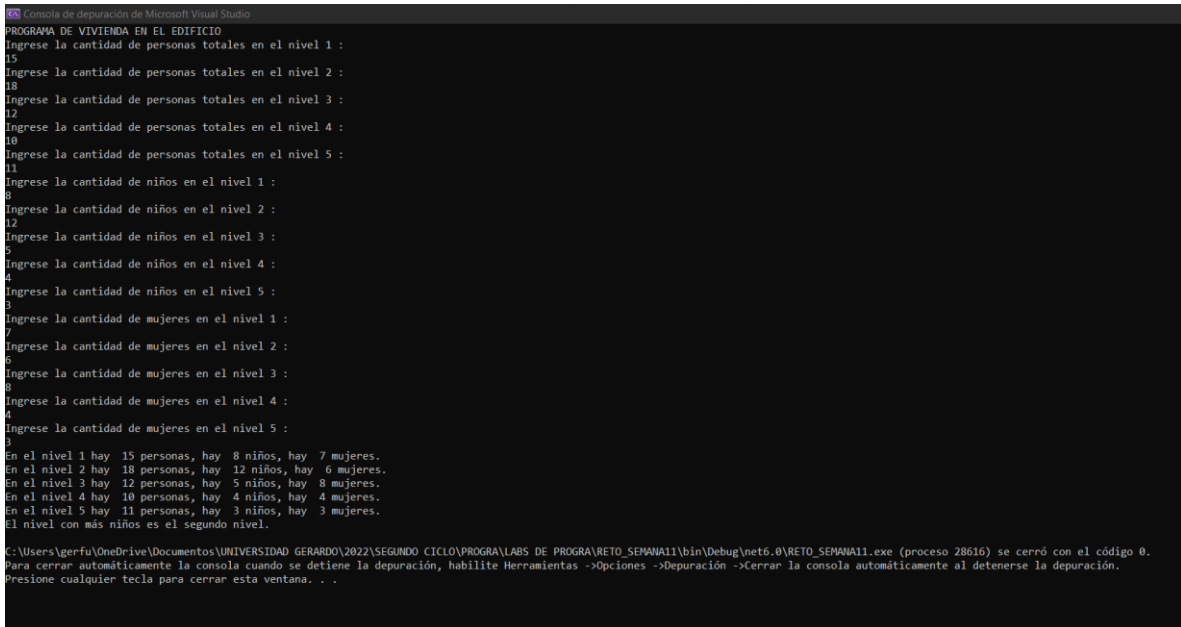 Consola de depuración de Microsoft Visual Studio
PROGRAMA DE VIVIENDA EN EL EDIFICIO
Ingrese la cantidad de personas totales en el nivel 1 :
15
Ingrese la cantidad de personas totales en el nivel 2 :
18
Ingrese la cantidad de personas totales en el nivel 3 :
12
Ingrese la cantidad de personas totales en el nivel 4 :
10
Ingrese la cantidad de personas totales en el nivel 5 :
11
Ingrese la cantidad de niños en el nivel 1 :
8
Ingrese la cantidad de niños en el nivel 2 :
12
Ingrese la cantidad de niños en el nivel 3 :
5
Ingrese la cantidad de niños en el nivel 4 :
4
Ingrese la cantidad de niños en el nivel 5 :
3
Ingrese la cantidad de mujeres en el nivel 1 :
7
Ingrese la cantidad de mujeres en el nivel 2 :
6
Ingrese la cantidad de mujeres en el nivel 3 :
8
Ingrese la cantidad de mujeres en el nivel 4 :
4
Ingrese la cantidad de mujeres en el nivel 5 :
3
En el nivel 1 hay  15 personas, hay  8 niños, hay  7 mujeres.
En el nivel 2 hay  18 personas, hay  12 niños, hay  6 mujeres.
En el nivel 3 hay  12 personas, hay  5 niños, hay  8 mujeres.
En el nivel 4 hay  10 personas, hay  4 niños, hay  4 mujeres.
En el nivel 5 hay  11 personas, hay  3 niños, hay  3 mujeres.
El nivel con más niños es el segundo nivel.
C:\Users\gerfu\OneDrive\Documentos\UNIVERSIDAD GERARDO\2022\SEGUNDO CICLO\PROGRA\LABS DE PROGRA\RETO_SEMANA11\bin\Debug\net6.0\RETO_SEMANA11.exe (proceso 28616) se cerró con el código 0.
Para cerrar automáticamente la consola cuando se detiene la depuración, habilite Herramientas ->Opciones ->Depuración ->Cerrar la consola automáticamente al detenerse la depuración.
Presione cualquier tecla para cerrar esta ventana. . .